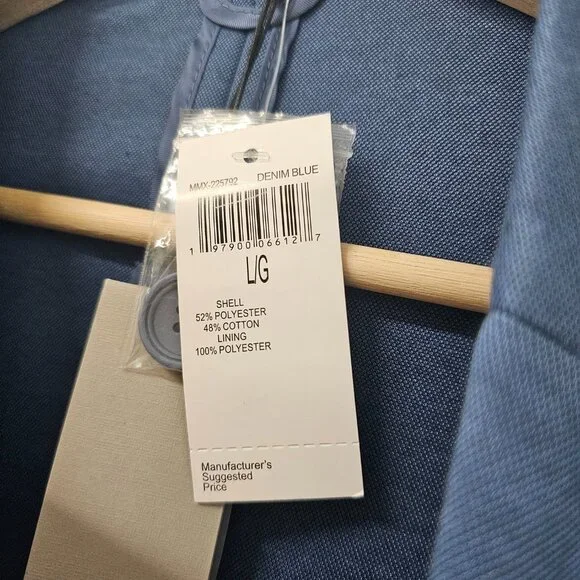 MMX-225792 DENIM BLUE
1 97900 06612 7
L/G
SHELL
52% POLYESTER
48% COTTON
LINING
100% POLYESTER
Manufacturer's
Suggested
Price